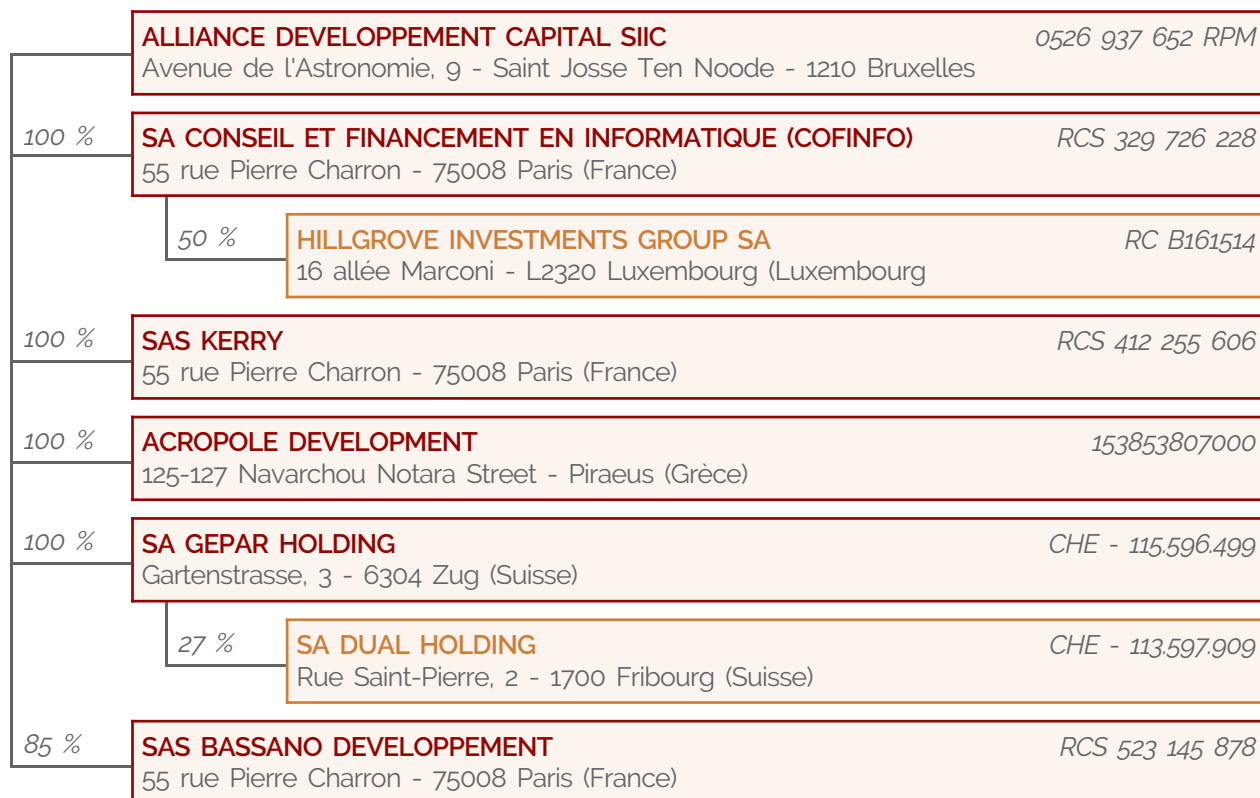 ALLIANCE DEVELOPPEMENT CAPITAL SIIC 0526 937 652 RPM
Avenue de l'Astronomie, 9 - Saint Josse Ten Noode - 1210 Bruxelles
100 % SA CONSEIL ET FINANCEMENT EN INFORMATIQUE (COFINFO) RCS 329 726 228
55 rue Pierre Charron - 75008 Paris (France)
50 % HILLGROVE INVESTMENTS GROUP SA RC B161514
16 allée Marconi - L2320 Luxembourg (Luxembourg
100 % SAS KERRY RCS 412 255 606
55 rue Pierre Charron - 75008 Paris (France)
100 % ACROPOLE DEVELOPMENT 153853807000
125-127 Navarchou Notara Street - Piraeus (Grèce)
100 % SA GEPAR HOLDING CHE - 115.596.499
Gartenstrasse, 3 - 6304 Zug (Suisse)
27 % SA DUAL HOLDING CHE - 113.597.909
Rue Saint-Pierre, 2 - 1700 Fribourg (Suisse)
85 % SAS BASSANO DEVELOPPEMENT RCS 523 145 878
55 rue Pierre Charron - 75008 Paris (France)